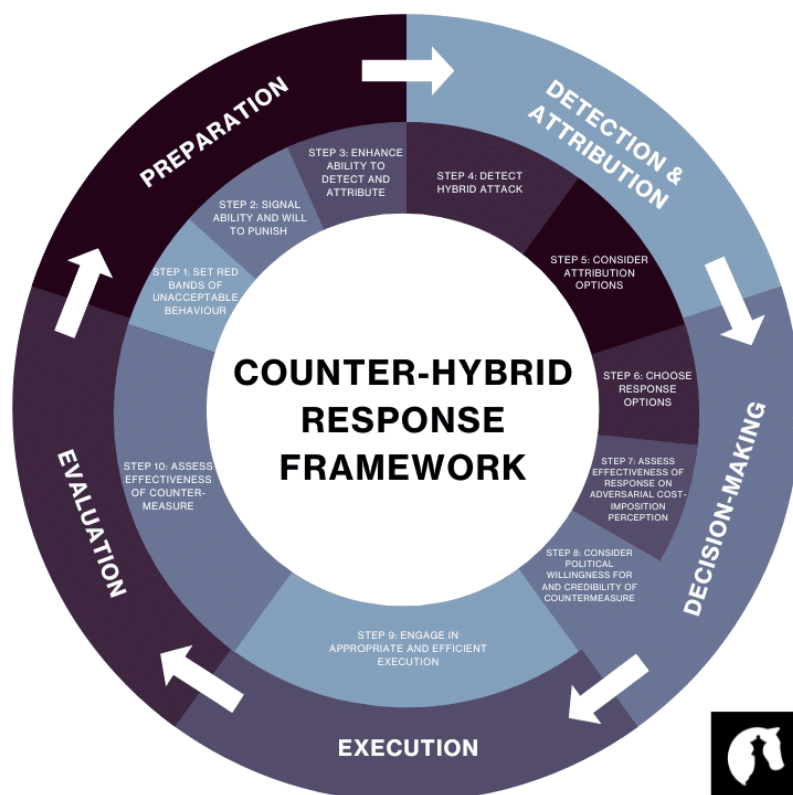 PREPARATION
DETECTION &
ATTRIBUTION
STEP 3: ENHANCE
ABILITY TO
DETECT AND
ATTRIBUTE
STEP 4: DETECT
HYBRID ATTACK
STEP 2: SIGNAL
ABILITY AND WILL
TO PUNISH
STEP 5: CONSIDER
ATTRIBUTION
OPTIONS
STEP 1: SET RED
BANDS OF
UNACCEPTABLE
BEHAVIOUR
COUNTER-HYBRID
RESPONSE
FRAMEWORK
STEP 6: CHOOSE
RESPONSE
OPTIONS
STEP 7: ASSESS
EFFECTIVENESS OF
RESPONSE ON
ADVERSARIAL COST-
IMPOSITION
PERCEPTION
DECISION-MAKING
EVALUATION
STEP 10: ASSESS
EFFECTIVENESS
OF COUNTER-
MEASURE
STEP 8: CONSIDER
POLITICAL
WILLINGNESS FOR
AND CREDIBILITY OF
COUNTERMEASURE
STEP 9: ENGAGE IN
APPROPRIATE AND EFFICIENT
EXECUTION
EXECUTION